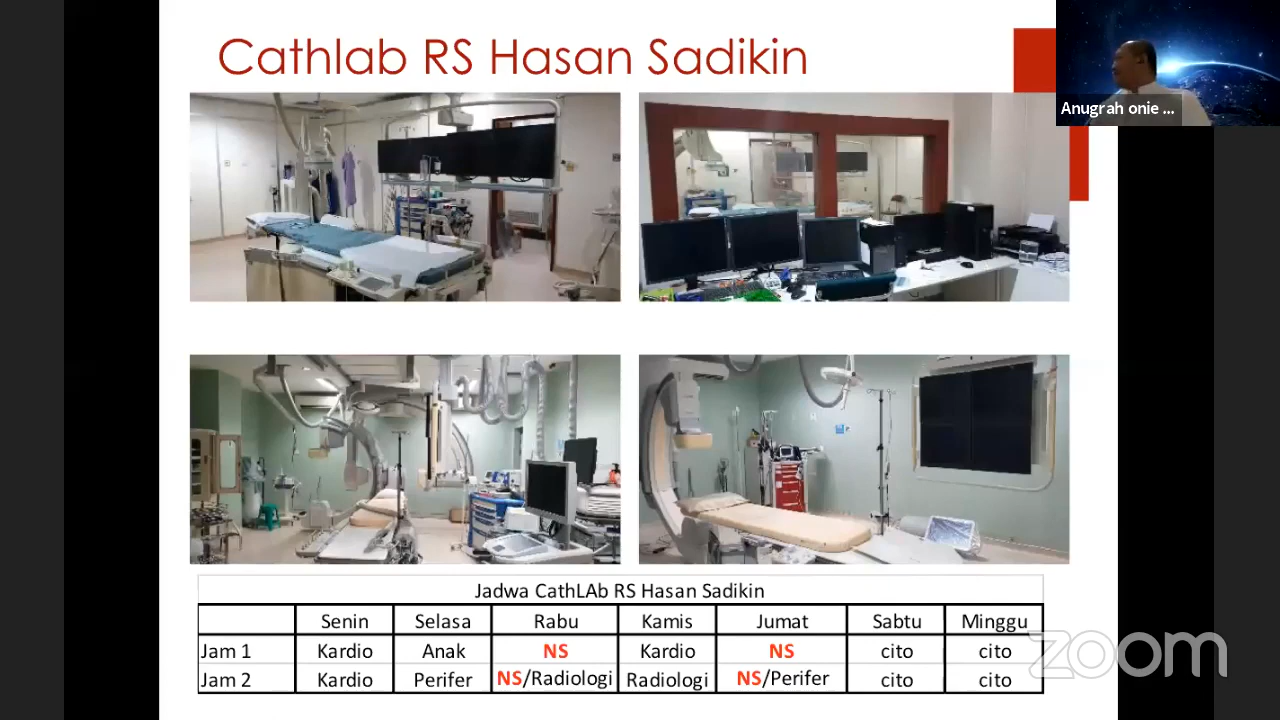 Cathlab RS Hasan Sadikin
Anugrah onie ...
Jadwa CathLAb RS Hasan Sadikin
Senin Selasa Rabu Kamis Jumat Sabtu Minggu
Jam 1 Kardio Anak NS Kardio NS cito cito
Jam 2 Kardio Perifer NS/Radiologi Radiologi NS/Perifer cito cito
zoom